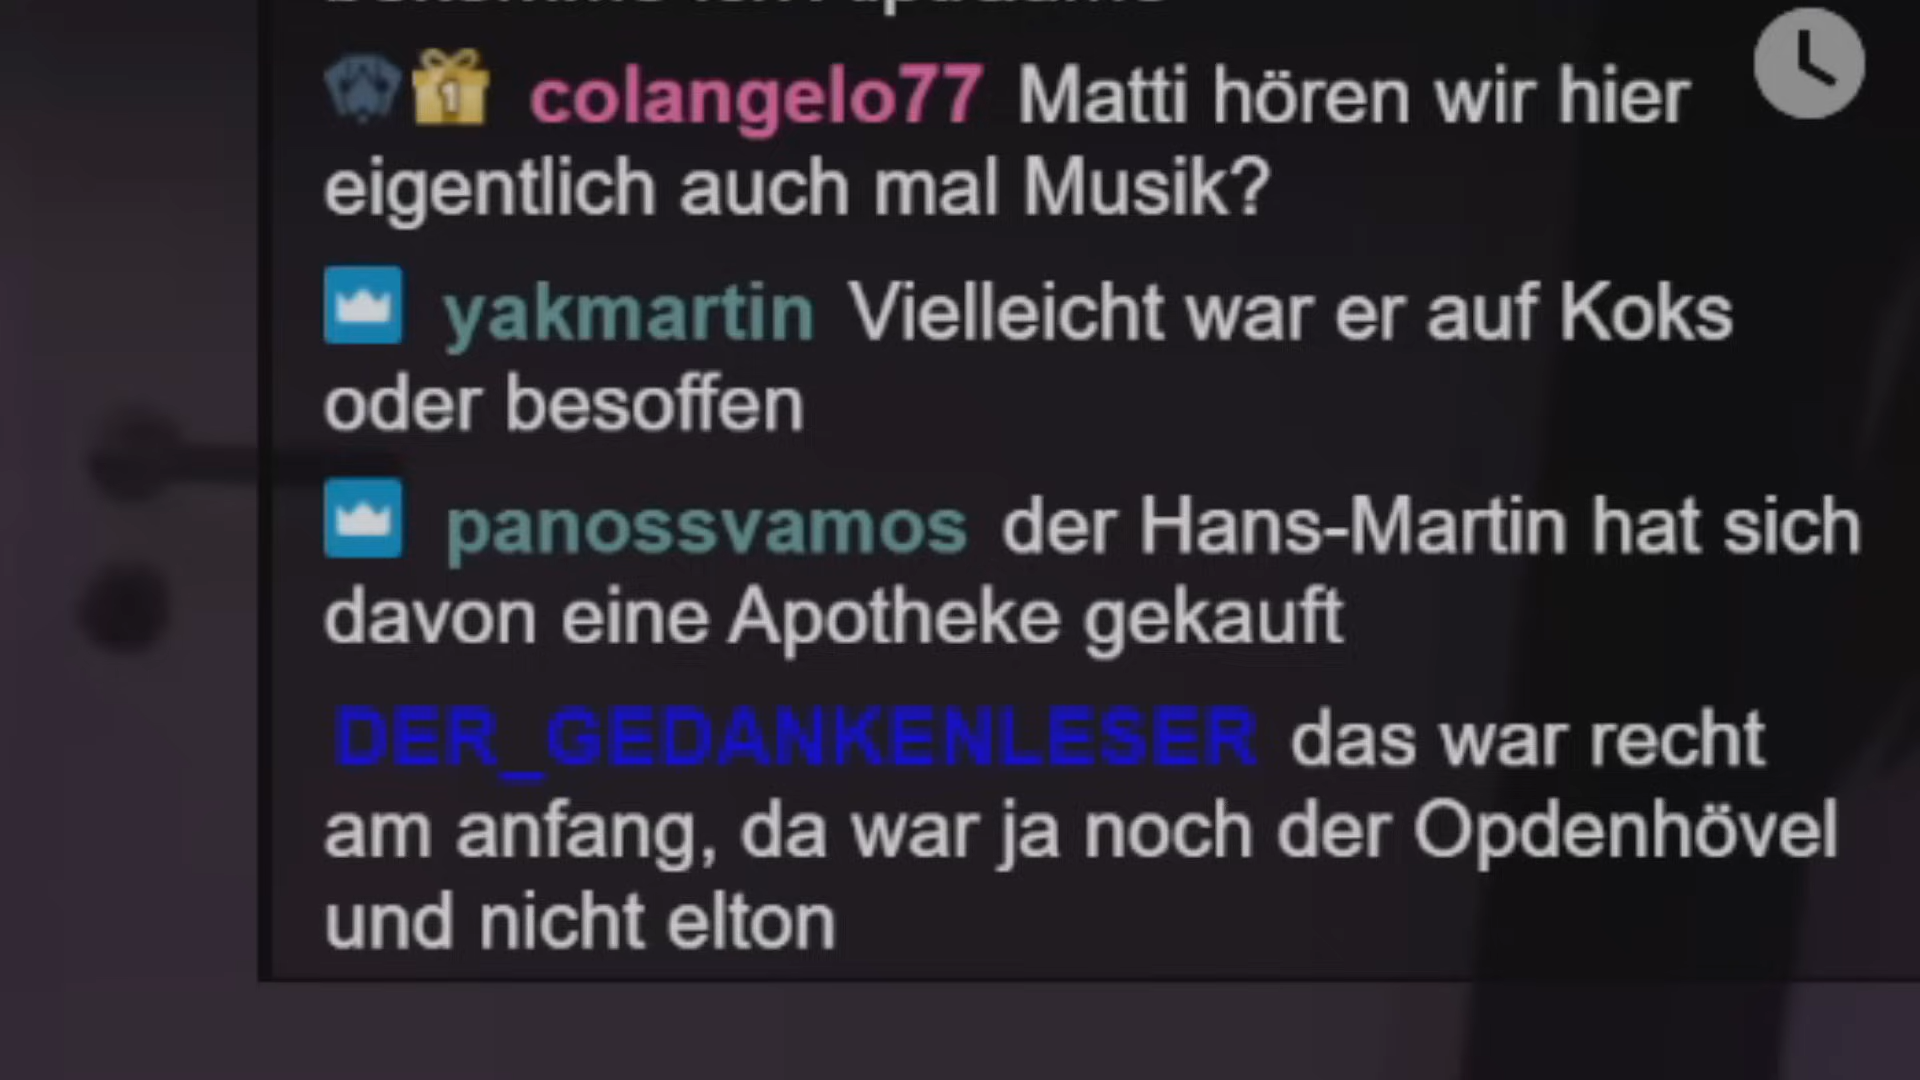 colangelo77 Matti hören wir hier
eigentlich auch mal Musik?
yakmartin Vielleicht war er auf Koks
oder besoffen
panossvamos der Hans-Martin hat sich
davon eine Apotheke gekauft
DER_GEDANKENLESER das war recht
am anfang, da war ja noch der Opdenhövel
und nicht elton